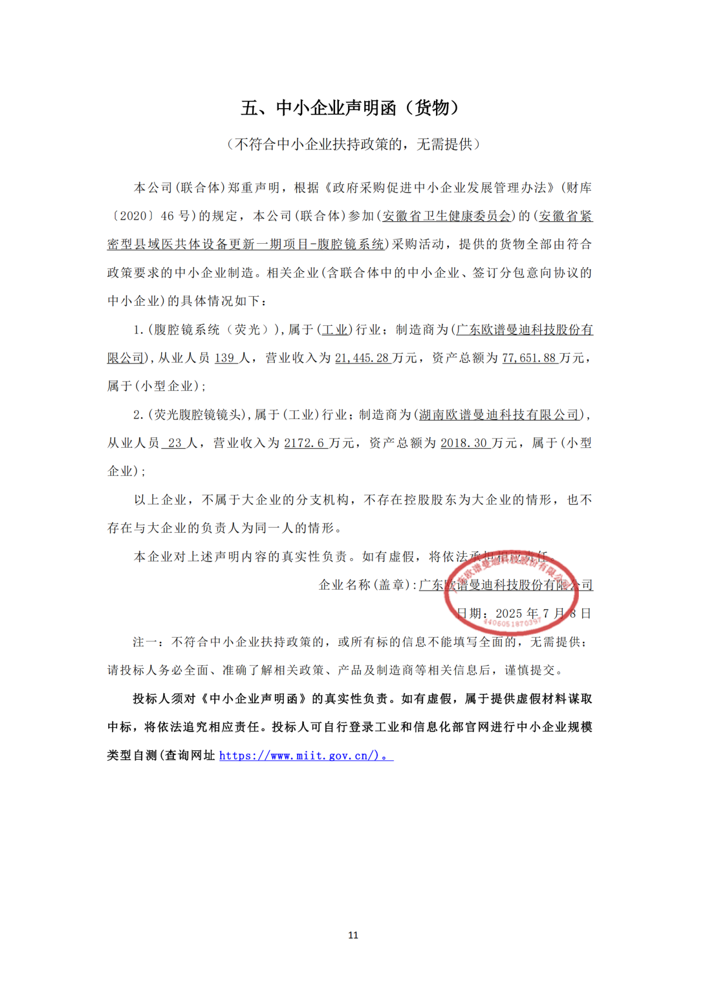 五、中小企业声明函（货物）
（不符合中小企业扶持政策的，无需提供）
本公司(联合体)郑重声明，根据《政府采购促进中小企业发展管理办法》(财库
〔2020〕46 号)的规定，本公司(联合体)参加(安徽省卫生健康委员会)的(安徽省紧
密型县域医共体设备更新一期项目-腹腔镜系统)采购活动，提供的货物全部由符合
政策要求的中小企业制造。相关企业(含联合体中的中小企业、签订分包意向协议的
中小企业)的具体情况如下：
1.(腹腔镜系统（荧光）),属于(工业)行业；制造商为(广东欧谱曼迪科技股份有
限公司),从业人员 139 人，营业收入为 21,445.28 万元，资产总额为 77,651.88 万元，
属于(小型企业);
2.(荧光腹腔镜镜头),属于(工业)行业；制造商为(湖南欧谱曼迪科技有限公司),
从业人员 23 人，营业收入为 2172.6 万元，资产总额为 2018.30 万元，属于(小型
企业);
以上企业，不属于大企业的分支机构，不存在控股股东为大企业的情形，也不
存在与大企业的负责人为同一人的情形。
本企业对上述声明内容的真实性负责。如有虚假，将依法承担相应责任。
广东欧谱曼迪科技股份有限公司
企业名称(盖章):广东欧谱曼迪科技股份有限公司
日期：2025 年 7 月 8 日
4406051870397
注一：不符合中小企业扶持政策的，或所有标的信息不能填写全面的，无需提供；
请投标人务必全面、准确了解相关政策、产品及制造商等相关信息后，谨慎提交。
投标人须对《中小企业声明函》的真实性负责。如有虚假，属于提供虚假材料谋取
中标，将依法追究相应责任。投标人可自行登录工业和信息化部官网进行中小企业规模
类型自测(查询网址 https://www.miit.gov.cn/)。
11